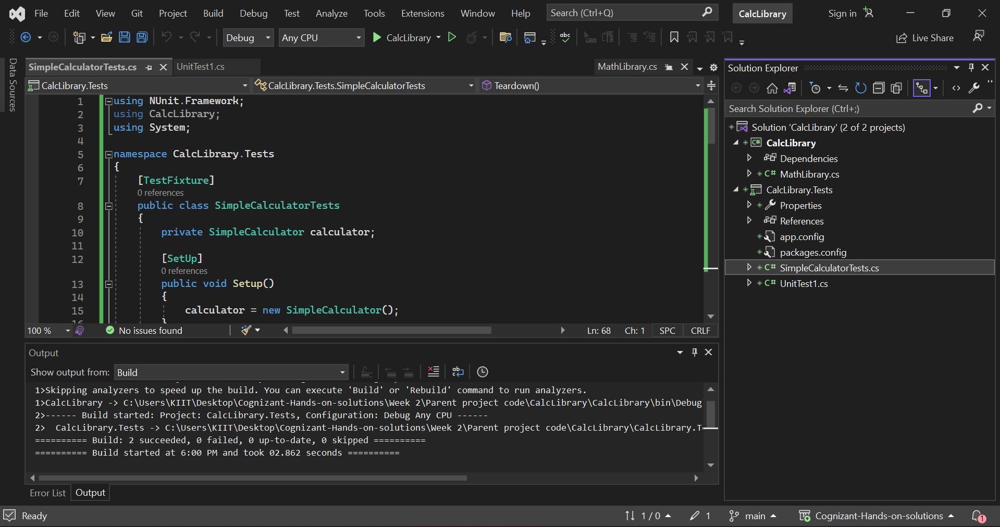 File Edit View Git Project Build Debug Test Analyze Tools Extensions Window Help Search (Ctrl+Q) CalcLibrary Sign in
Debug Any CPU CalcLibrary Live Share
Data Sources
SimpleCalculatorTests.cs UnitTest1.cs MathLibrary.cs
CalcLibrary.Tests CalcLibrary.Tests.SimpleCalculatorTests Teardown()
1 using NUnit.Framework;
2 using CalcLibrary;
3 using System;
4
5 namespace CalcLibrary.Tests
6 {
7 [TestFixture]
0 references
8 public class SimpleCalculatorTests
9 {
10 private SimpleCalculator calculator;
11
12 [SetUp]
0 references
13 public void Setup()
14 {
15 calculator = new SimpleCalculator();
16 }
100 % No issues found Ln: 68 Ch: 1 SPC CRLF
Output
Show output from: Build
1>Skipping analyzers to speed up the build. You can execute 'Build' or 'Rebuild' command to run analyzers.
1>CalcLibrary -> C:\Users\KIIT\Desktop\Cognizant-Hands-on-solutions\Week 2\Parent project code\CalcLibrary\CalcLibrary\bin\Debug
2>------ Build started: Project: CalcLibrary.Tests, Configuration: Debug Any CPU ------
2>  CalcLibrary.Tests -> C:\Users\KIIT\Desktop\Cognizant-Hands-on-solutions\Week 2\Parent project code\CalcLibrary\CalcLibrary.T
========== Build: 2 succeeded, 0 failed, 0 up-to-date, 0 skipped ==========
========== Build started at 6:00 PM and took 02.862 seconds ==========
Error List Output
Solution Explorer
Search Solution Explorer (Ctrl+;)
Solution 'CalcLibrary' (2 of 2 projects)
CalcLibrary
Dependencies
C# MathLibrary.cs
CalcLibrary.Tests
Properties
References
app.config
packages.config
C# SimpleCalculatorTests.cs
C# UnitTest1.cs
Ready 1 / 0 1 main Cognizant-Hands-on-solutions 1